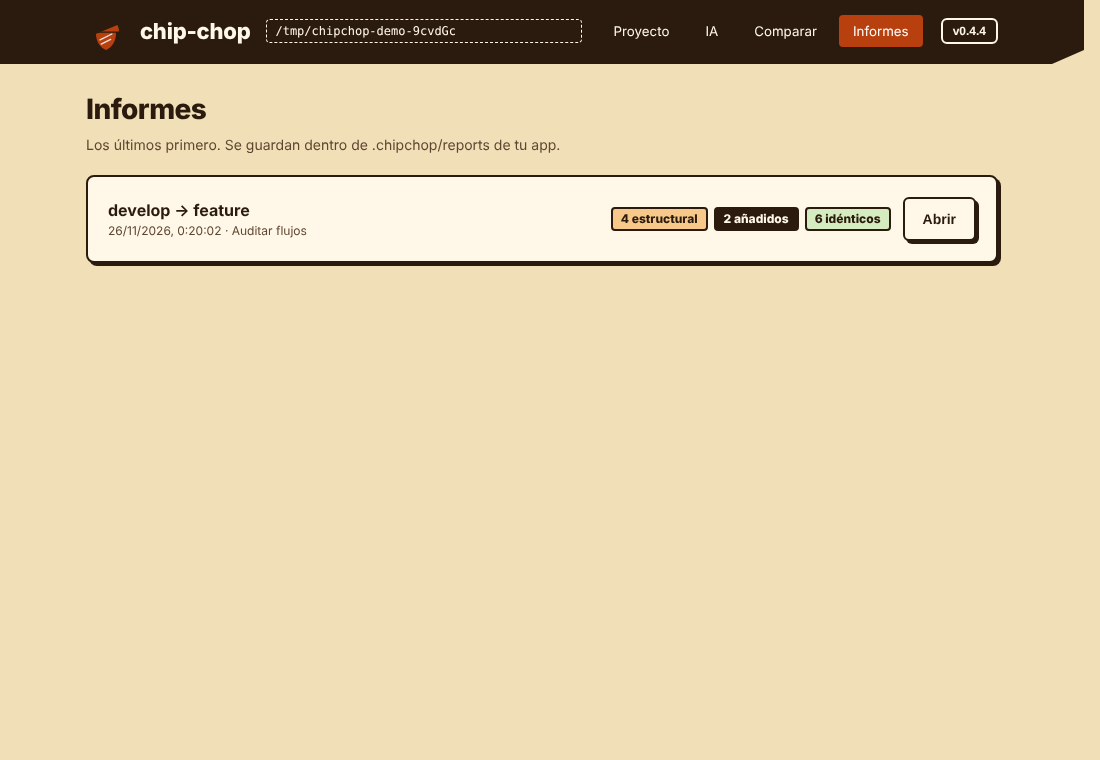 chip-chop
/tmp/chipchop-demo-9cvdGc
Proyecto
IA
Comparar
Informes
v0.4.4
Informes
Los últimos primero. Se guardan dentro de .chipchop/reports de tu app.
develop → feature
26/11/2026, 0:20:02 · Auditar flujos
4 estructural
2 añadidos
6 idénticos
Abrir